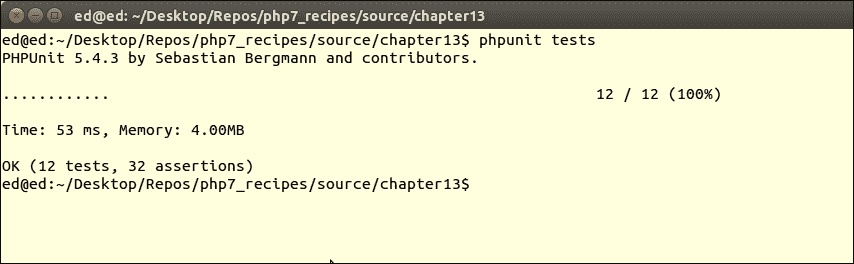 ed@ed: ~/Desktop/Repos/php7_recipes/source/chapter13
ed@ed:~/Desktop/Repos/php7_recipes/source/chapter13$ phpunit tests
PHPUnit 5.4.3 by Sebastian Bergmann and contributors.
............ 12 / 12 (100%)
Time: 53 ms, Memory: 4.00MB
OK (12 tests, 32 assertions)
ed@ed:~/Desktop/Repos/php7_recipes/source/chapter13$